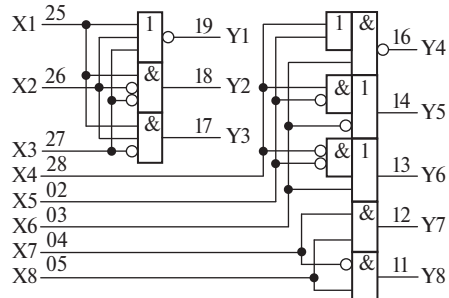 X1 25 1 19 Y1 1 & 16 Y4
X2 26 & 18 Y2 & 1 14 Y5
X3 27 & 17 Y3
X4 28 & 1 13 Y6
X5 02
X6 03 & 12 Y7
X7 04
X8 05 & 11 Y8